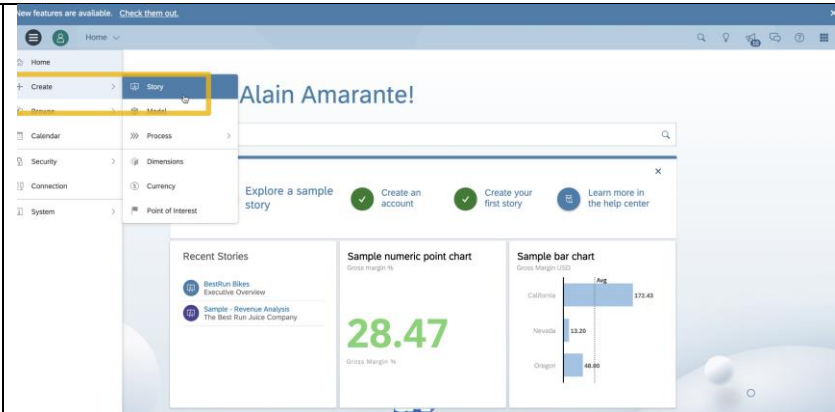 New features are available. Check them out.
Home
Home
Create
Story
Alain Amarante!
Browse
Model
Calendar
Process
Security
Dimensions
Connection
Currency
System
Point of Interest
Explore a sample
story
Create an
account
Create your
first story
Learn more in
the help center
Recent Stories
BestRun Bikes
Executive Overview
Sample - Revenue Analysis
The Best Run Juice Company
Sample numeric point chart
Gross margin %
28.47
Gross Margin %
Sample bar chart
Gross Margin USD
Avg
California
172.43
Nevada
13.20
Oregon
48.00